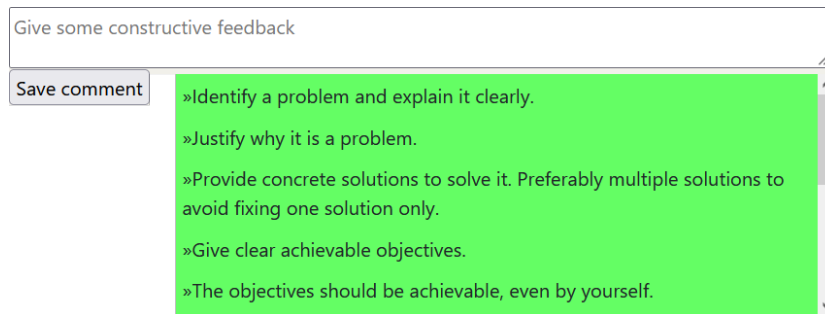 Give some constructive feedback
Save comment
»Identify a problem and explain it clearly.
»Justify why it is a problem.
»Provide concrete solutions to solve it. Preferably multiple solutions to
avoid fixing one solution only.
»Give clear achievable objectives.
»The objectives should be achievable, even by yourself.